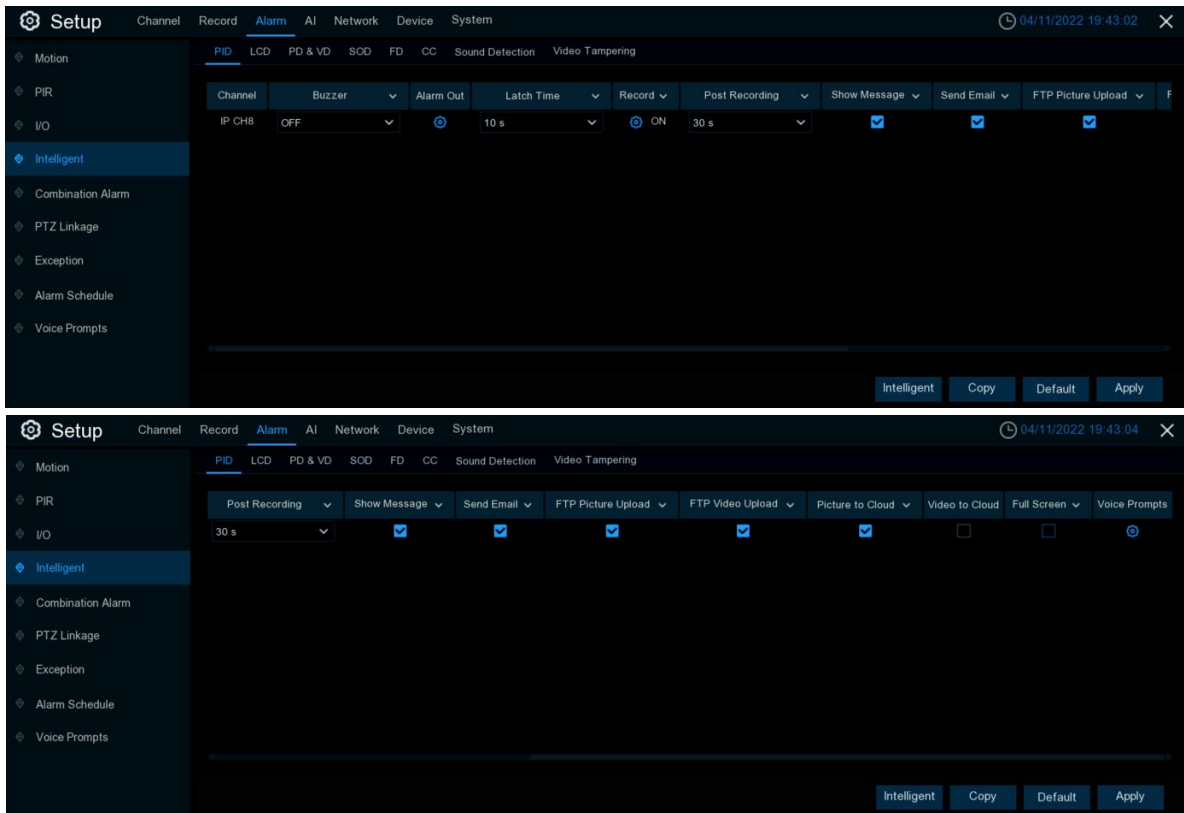 Setup Channel Record Alarm AI Network Device System 04/11/2022 19:43:02
PID LCD PD & VD SOD FD CC Sound Detection Video Tampering
Motion
PIR
I/O
Intelligent
Combination Alarm
PTZ Linkage
Exception
Alarm Schedule
Voice Prompts
Channel Buzzer Alarm Out Latch Time Record Post Recording Show Message Send Email FTP Picture Upload F
IP CH8 OFF 10 s ON 30 s
Intelligent Copy Default Apply
Setup Channel Record Alarm AI Network Device System 04/11/2022 19:43:04
PID LCD PD & VD SOD FD CC Sound Detection Video Tampering
Motion
PIR
I/O
Intelligent
Combination Alarm
PTZ Linkage
Exception
Alarm Schedule
Voice Prompts
Post Recording Show Message Send Email FTP Picture Upload FTP Video Upload Picture to Cloud Video to Cloud Full Screen Voice Prompts
30 s
Intelligent Copy Default Apply